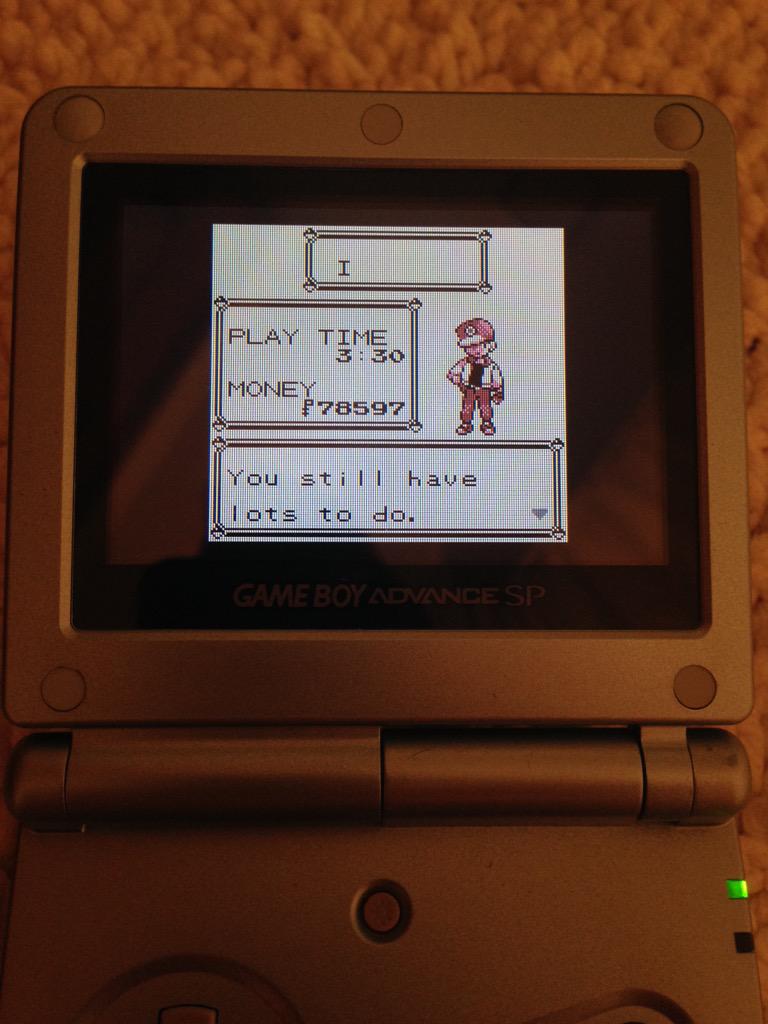 I
PLAY TIME
3:30
MONEY
₽78597
You still have
lots to do.
GAME BOY ADVANCE SP